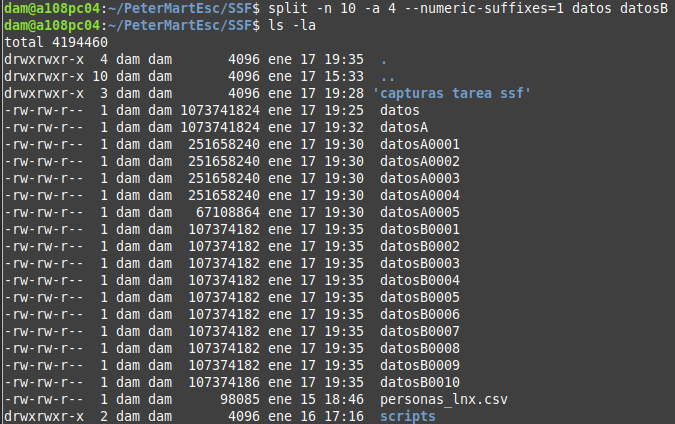 dam@a108pc04:~/PeterMartEsc/SSF$ split -n 10 -a 4 --numeric-suffixes=1 datos datosB
dam@a108pc04:~/PeterMartEsc/SSF$ ls -la
total 4194460
drwxrwxr-x  4 dam dam       4096 ene 17 19:35  .
drwxrwxr-x 10 dam dam       4096 ene 17 15:33  ..
drwxrwxr-x  3 dam dam       4096 ene 17 19:28 'capturas tarea ssf'
-rw-rw-r--  1 dam dam 1073741824 ene 17 19:25  datos
-rw-rw-r--  1 dam dam 1073741824 ene 17 19:32  datosA
-rw-rw-r--  1 dam dam  251658240 ene 17 19:30  datosA0001
-rw-rw-r--  1 dam dam  251658240 ene 17 19:30  datosA0002
-rw-rw-r--  1 dam dam  251658240 ene 17 19:30  datosA0003
-rw-rw-r--  1 dam dam  251658240 ene 17 19:30  datosA0004
-rw-rw-r--  1 dam dam   67108864 ene 17 19:30  datosA0005
-rw-rw-r--  1 dam dam  107374182 ene 17 19:35  datosB0001
-rw-rw-r--  1 dam dam  107374182 ene 17 19:35  datosB0002
-rw-rw-r--  1 dam dam  107374182 ene 17 19:35  datosB0003
-rw-rw-r--  1 dam dam  107374182 ene 17 19:35  datosB0004
-rw-rw-r--  1 dam dam  107374182 ene 17 19:35  datosB0005
-rw-rw-r--  1 dam dam  107374182 ene 17 19:35  datosB0006
-rw-rw-r--  1 dam dam  107374182 ene 17 19:35  datosB0007
-rw-rw-r--  1 dam dam  107374182 ene 17 19:35  datosB0008
-rw-rw-r--  1 dam dam  107374182 ene 17 19:35  datosB0009
-rw-rw-r--  1 dam dam  107374186 ene 17 19:35  datosB0010
-rw-rw-r--  1 dam dam      98085 ene 15 18:46  personas_lnx.csv
drwxrwxr-x  2 dam dam       4096 ene 16 17:16  scripts